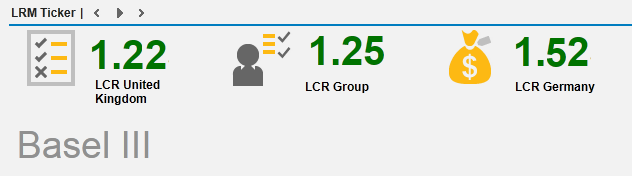 LRM Ticker |
1.22
LCR United
Kingdom
1.25
LCR Group
$
1.52
LCR Germany
Basel III